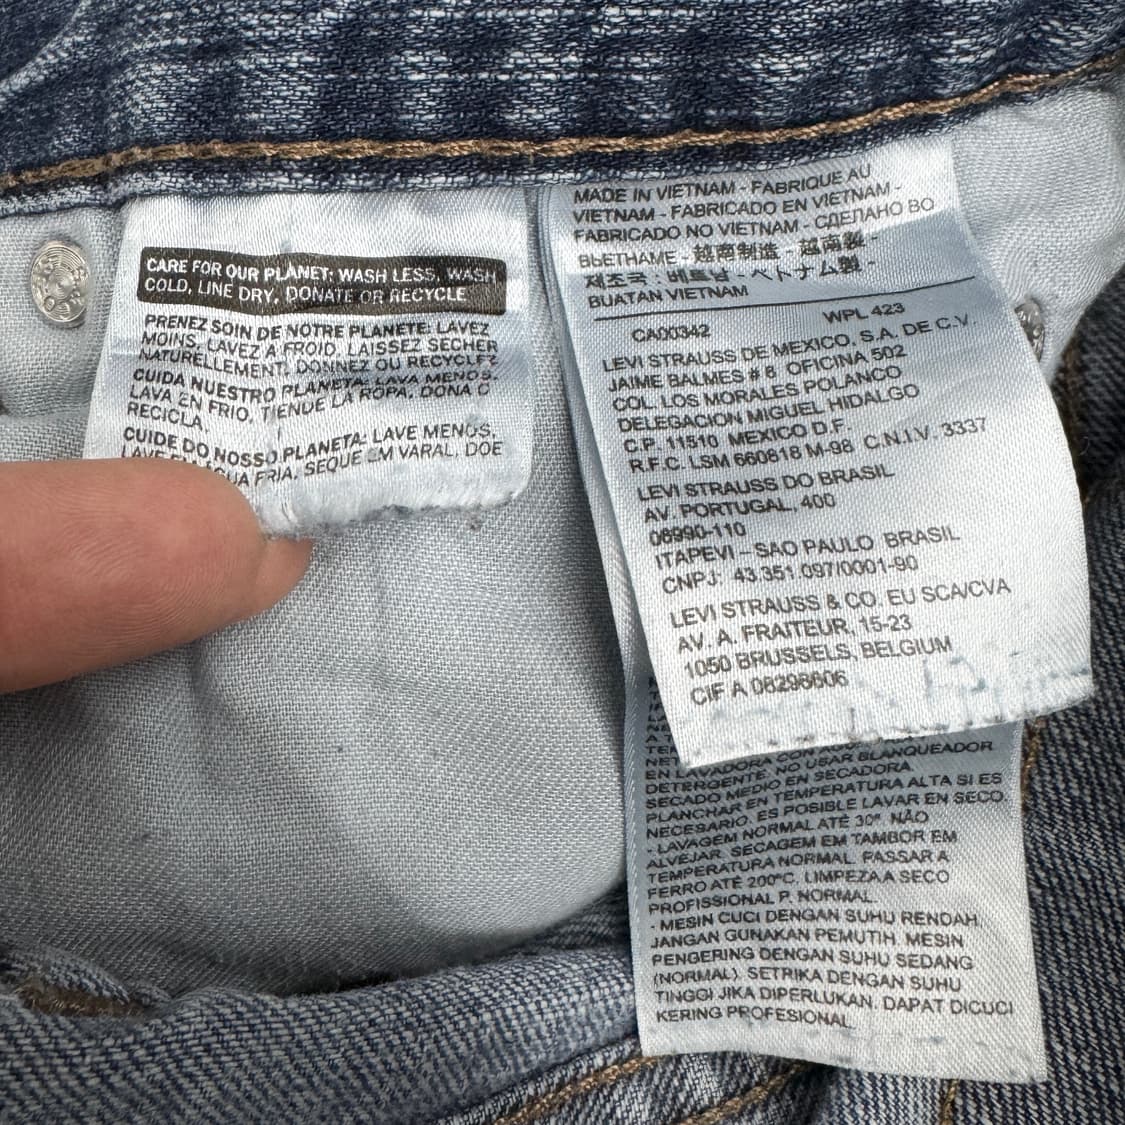 CARE FOR OUR PLANET: WASH LESS, WASH
COLD, LINE DRY, DONATE OR RECYCLE
PRENEZ SOIN DE NOTRE PLANETE: LAVEZ
MOINS, LAVEZ A FROID, LAISSEZ SECHER
NATURELLEMENT. DONNEZ OU RECYCLEZ
CUIDA NUESTRO PLANETA: LAVA MENOS.
LAVA EN FRIO, TIENDE LA ROPA. DONA O
RECICLA.
CUIDE DO NOSSO PLANETA: LAVE MENOS,
LAVE EM ÁGUA FRIA, SEQUE EM VARAL, DOE
MADE IN VIETNAM - FABRIQUE AU
VIETNAM - FABRICADO EN VIETNAM -
FABRICADO NO VIETNAM - СДЕЛАНО ВО
ВЬЕТНАМЕ - 越南制造 - 越南製 -
제조국 : 베트남 - ベトナム製 -
BUATAN VIETNAM
CA00342 WPL 423
LEVI STRAUSS DE MEXICO, S.A. DE C.V.
JAIME BALMES # 8 OFICINA 502
COL. LOS MORALES POLANCO
DELEGACION MIGUEL HIDALGO
C.P. 11510 MEXICO D.F.
R.F.C. LSM 660818 M-98 C.N.I.V. 3337
LEVI STRAUSS DO BRASIL
AV. PORTUGAL, 400
06990-110
ITAPEVI – SAO PAULO BRASIL
CNPJ: 43.351.097/0001-90
LEVI STRAUSS & CO. EU SCA/CVA
AV. A. FRAITEUR, 15-23
1050 BRUSSELS, BELGIUM
CIF A 08298606
EN LAVADORA CON BLANQUEADOR
DETERGENTE. NO USAR
SECADO MEDIO EN SECADORA.
PLANCHAR EN TEMPERATURA ALTA SI ES
NECESARIO. ES POSIBLE LAVAR EN SECO.
- LAVAGEM NORMAL ATÉ 30º. NÃO
ALVEJAR. SECAGEM EM TAMBOR EM
TEMPERATURA NORMAL. PASSAR A
FERRO ATÉ 200ºC. LIMPEZA A SECO
PROFISSIONAL P. NORMAL.
- MESIN CUCI DENGAN SUHU RENDAH.
JANGAN GUNAKAN PEMUTIH. MESIN
PENGERING DENGAN SUHU SEDANG
(NORMAL). SETRIKA DENGAN SUHU
TINGGI JIKA DIPERLUKAN. DAPAT DICUCI
KERING PROFESIONAL